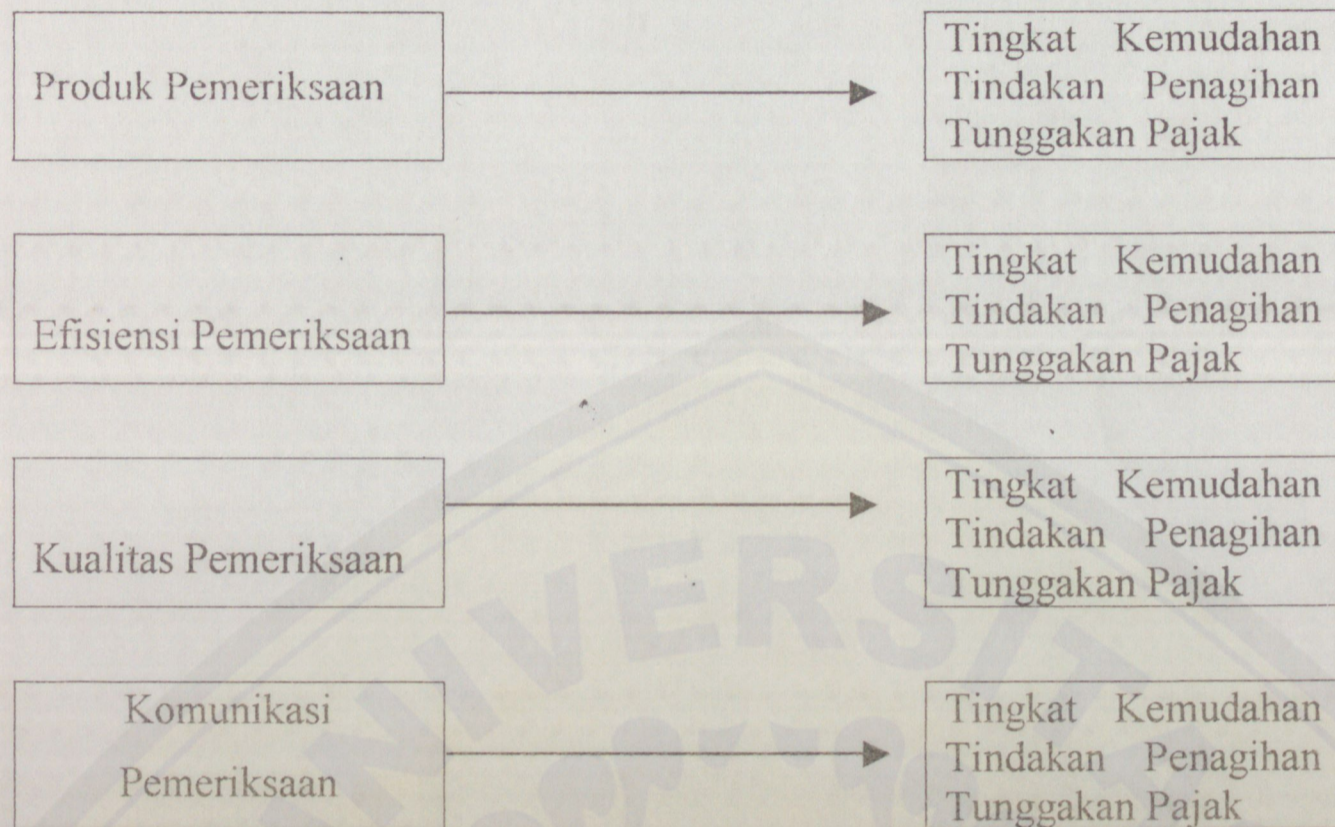 Produk Pemeriksaan
Tingkat Kemudahan
Tindakan Penagihan
Tunggakan Pajak
Efisiensi Pemeriksaan
Tingkat Kemudahan
Tindakan Penagihan
Tunggakan Pajak
Kualitas Pemeriksaan
Tingkat Kemudahan
Tindakan Penagihan
Tunggakan Pajak
Komunikasi
Pemeriksaan
Tingkat Kemudahan
Tindakan Penagihan
Tunggakan Pajak
UNIVERSITA